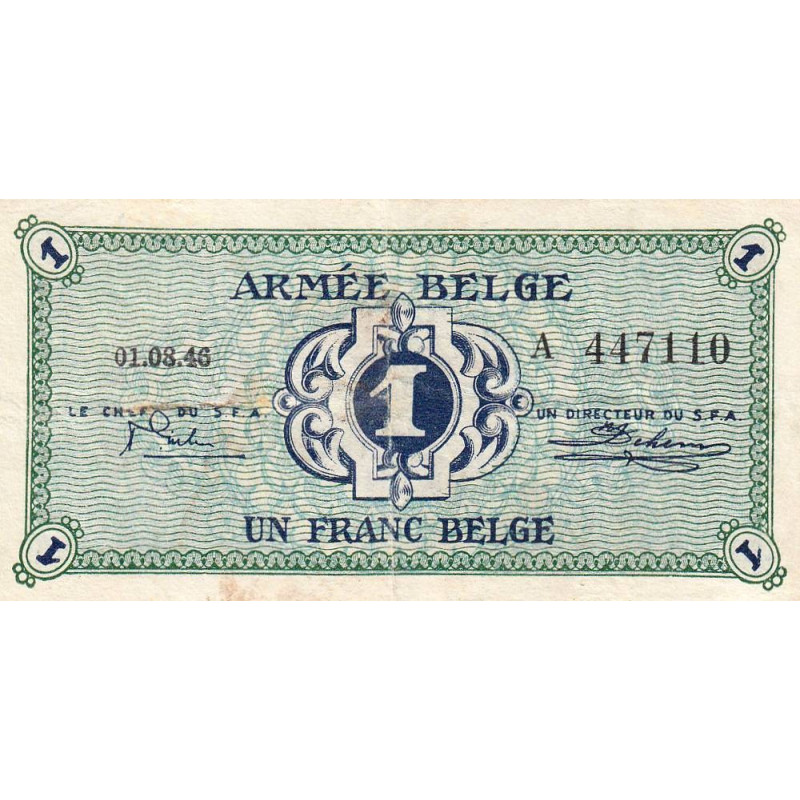 1 1
ARMÉE BELGE
01.08.46 A 447110
1
LE CHEF DU S.F.A. UN DIRECTEUR DU S.F.A.
UN FRANC BELGE
1 1